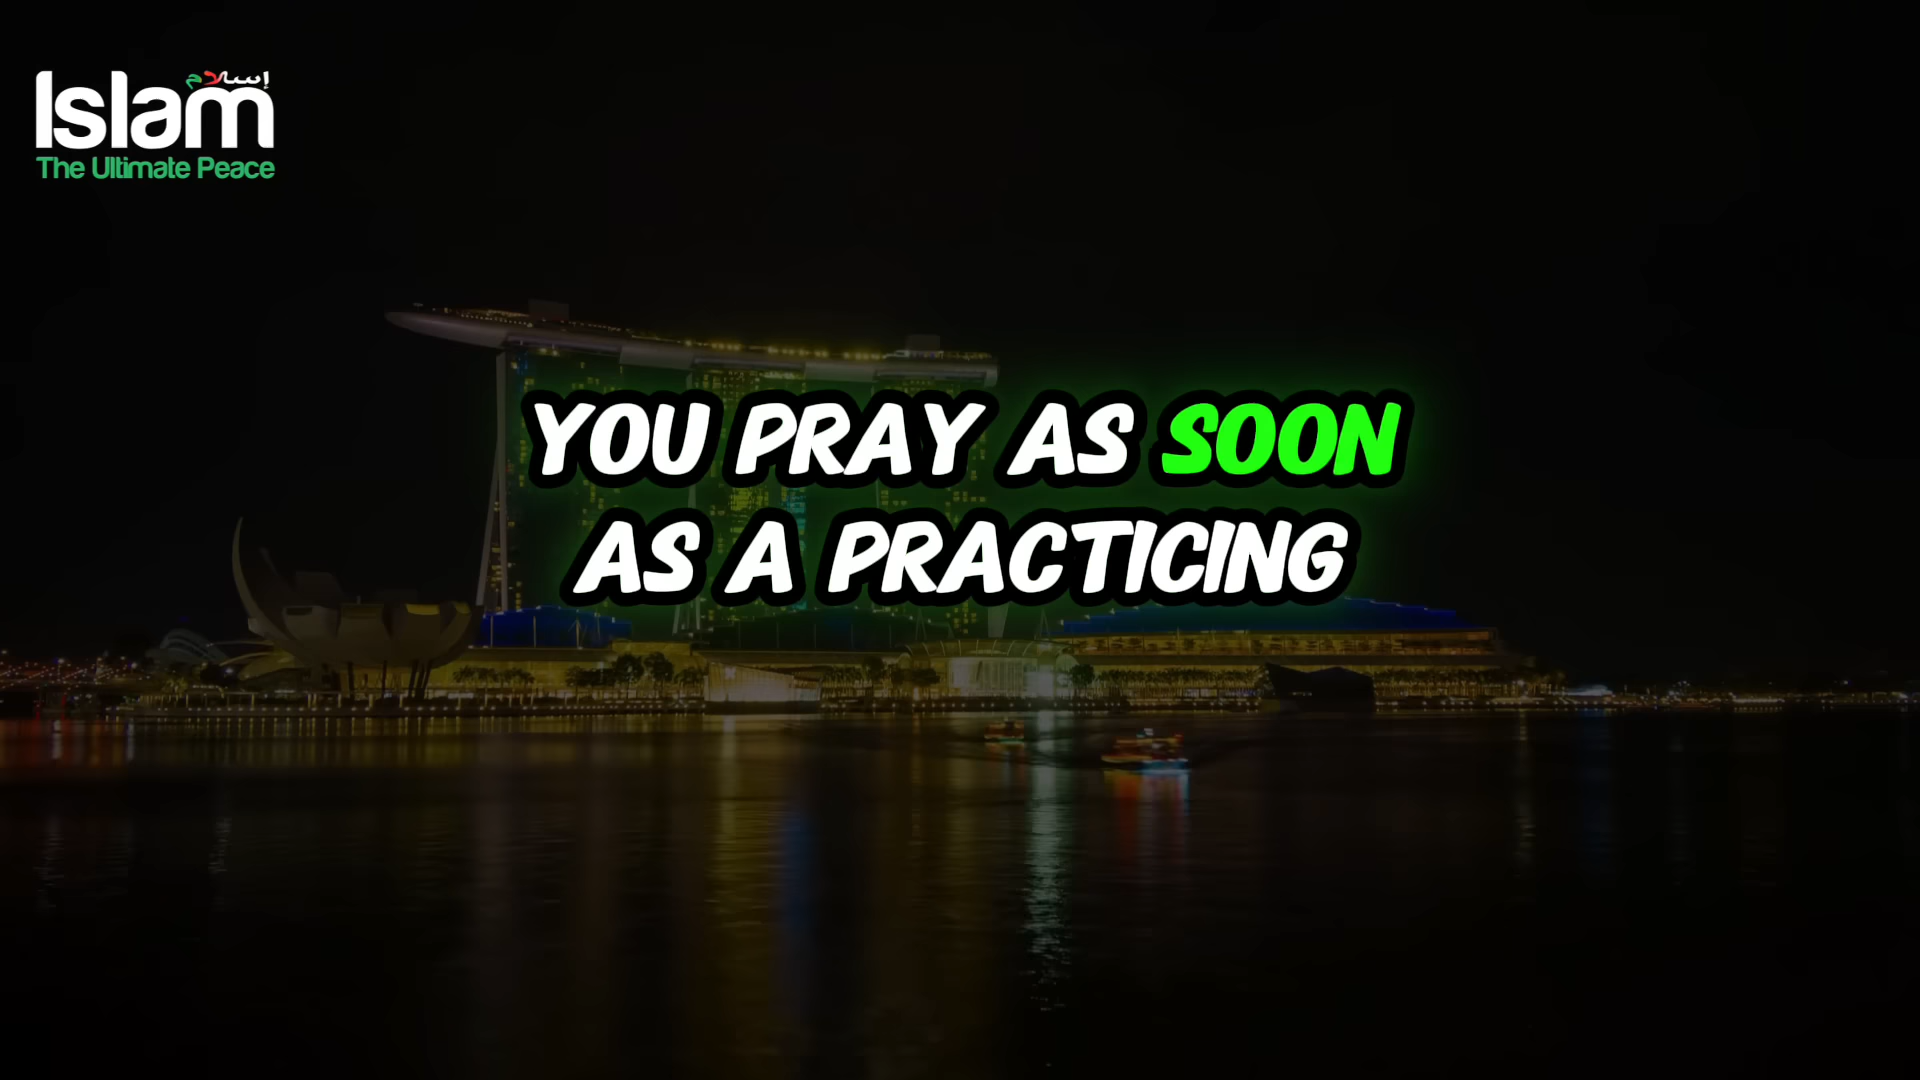 إسلام
Islam
The Ultimate Peace
YOU PRAY AS SOON
AS A PRACTICING